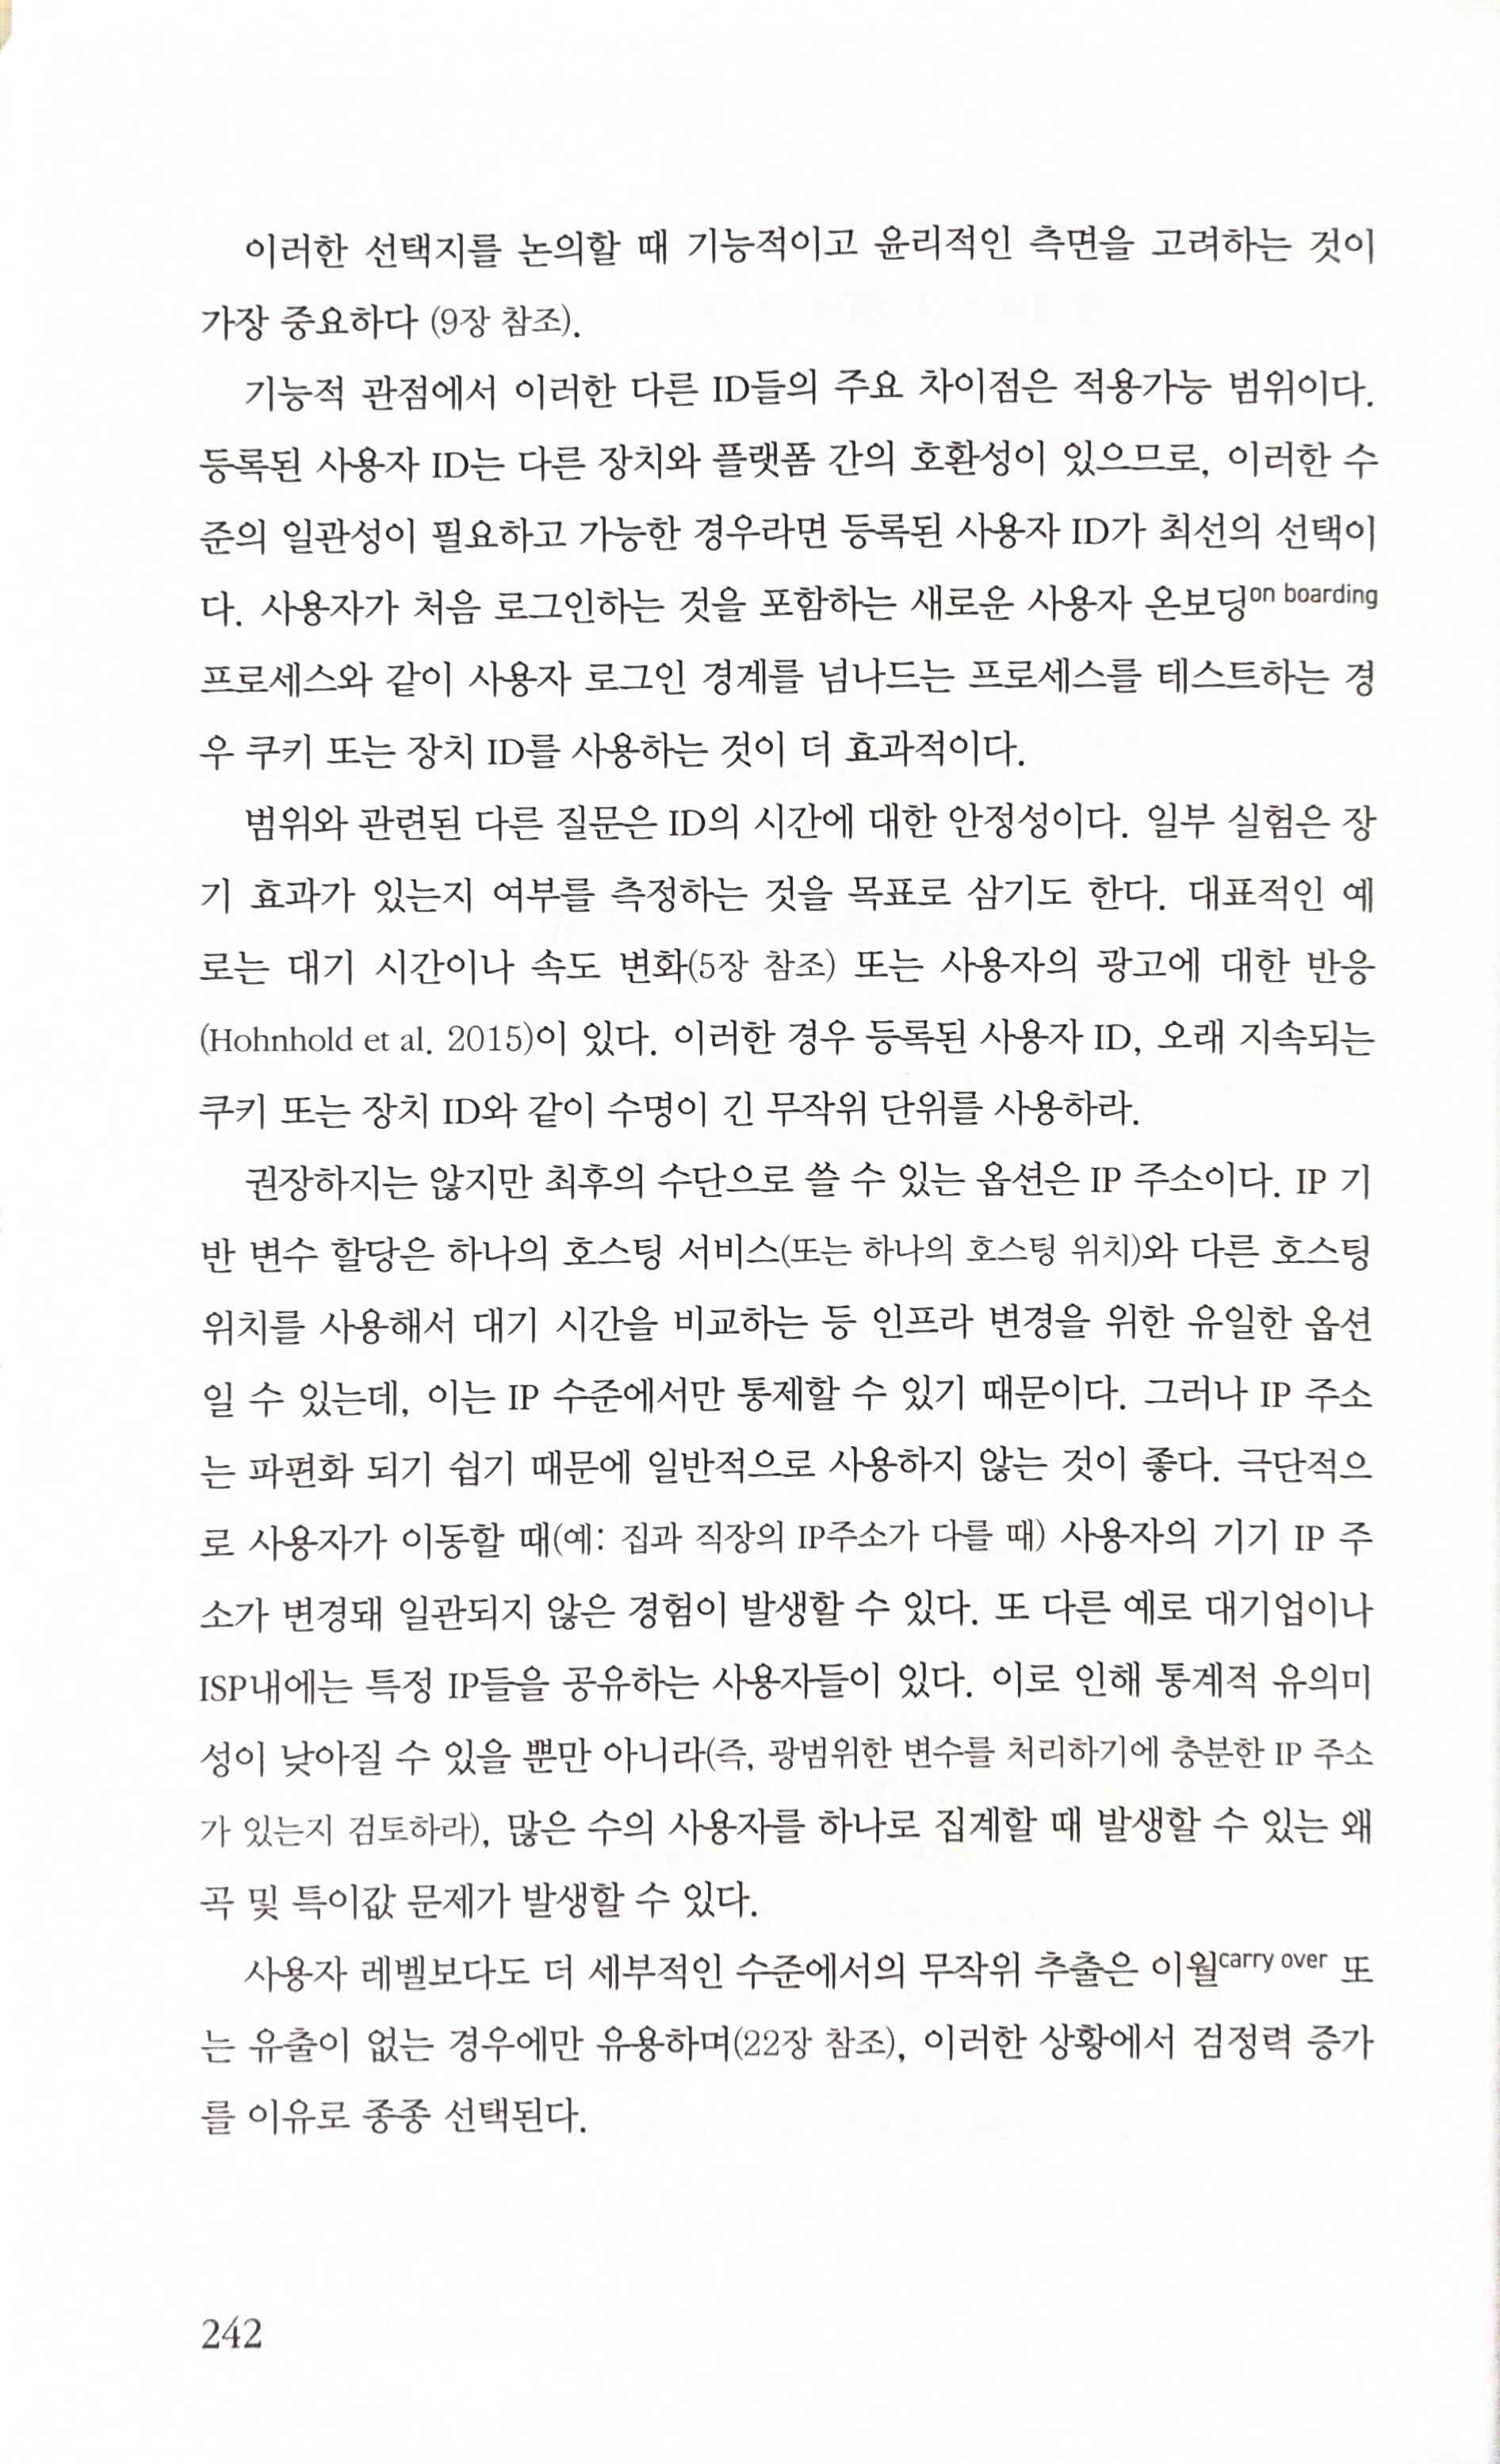 이러한 선택지를 논의할 때 기능적이고 윤리적인 측면을 고려하는 것이
가장 중요하다 (9장 참조).
기능적 관점에서 이러한 다른 ID들의 주요 차이점은 적용가능 범위이다.
등록된 사용자 ID는 다른 장치와 플랫폼 간의 호환성이 있으므로, 이러한 수
준의 일관성이 필요하고 가능한 경우라면 등록된 사용자 ID가 최선의 선택이
다. 사용자가 처음 로그인하는 것을 포함하는 새로운 사용자 온보딩on boarding
프로세스와 같이 사용자 로그인 경계를 넘나드는 프로세스를 테스트하는 경
우 쿠키 또는 장치 ID를 사용하는 것이 더 효과적이다.
범위와 관련된 다른 질문은 ID의 시간에 대한 안정성이다. 일부 실험은 장
기 효과가 있는지 여부를 측정하는 것을 목표로 삼기도 한다. 대표적인 예
로는 대기 시간이나 속도 변화(5장 참조) 또는 사용자의 광고에 대한 반응
(Hohnhold et al. 2015)이 있다. 이러한 경우 등록된 사용자 ID, 오래 지속되는
쿠키 또는 장치 ID와 같이 수명이 긴 무작위 단위를 사용하라.
권장하지는 않지만 최후의 수단으로 쓸 수 있는 옵션은 IP 주소이다. IP 기
반 변수 할당은 하나의 호스팅 서비스(또는 하나의 호스팅 위치)와 다른 호스팅
위치를 사용해서 대기 시간을 비교하는 등 인프라 변경을 위한 유일한 옵션
일 수 있는데, 이는 IP 수준에서만 통제할 수 있기 때문이다. 그러나 IP 주소
는 파편화 되기 쉽기 때문에 일반적으로 사용하지 않는 것이 좋다. 극단적으
로 사용자가 이동할 때(예: 집과 직장의 IP주소가 다를 때) 사용자의 기기 IP 주
소가 변경돼 일관되지 않은 경험이 발생할 수 있다. 또 다른 예로 대기업이나
ISP내에는 특정 IP들을 공유하는 사용자들이 있다. 이로 인해 통계적 유의미
성이 낮아질 수 있을 뿐만 아니라(즉, 광범위한 변수를 처리하기에 충분한 IP 주소
가 있는지 검토하라), 많은 수의 사용자를 하나로 집계할 때 발생할 수 있는 왜
곡 및 특이값 문제가 발생할 수 있다.
사용자 레벨보다도 더 세부적인 수준에서의 무작위 추출은 이월carry over 또
는 유출이 없는 경우에만 유용하며(22장 참조), 이러한 상황에서 검정력 증가
를 이유로 종종 선택된다.
242